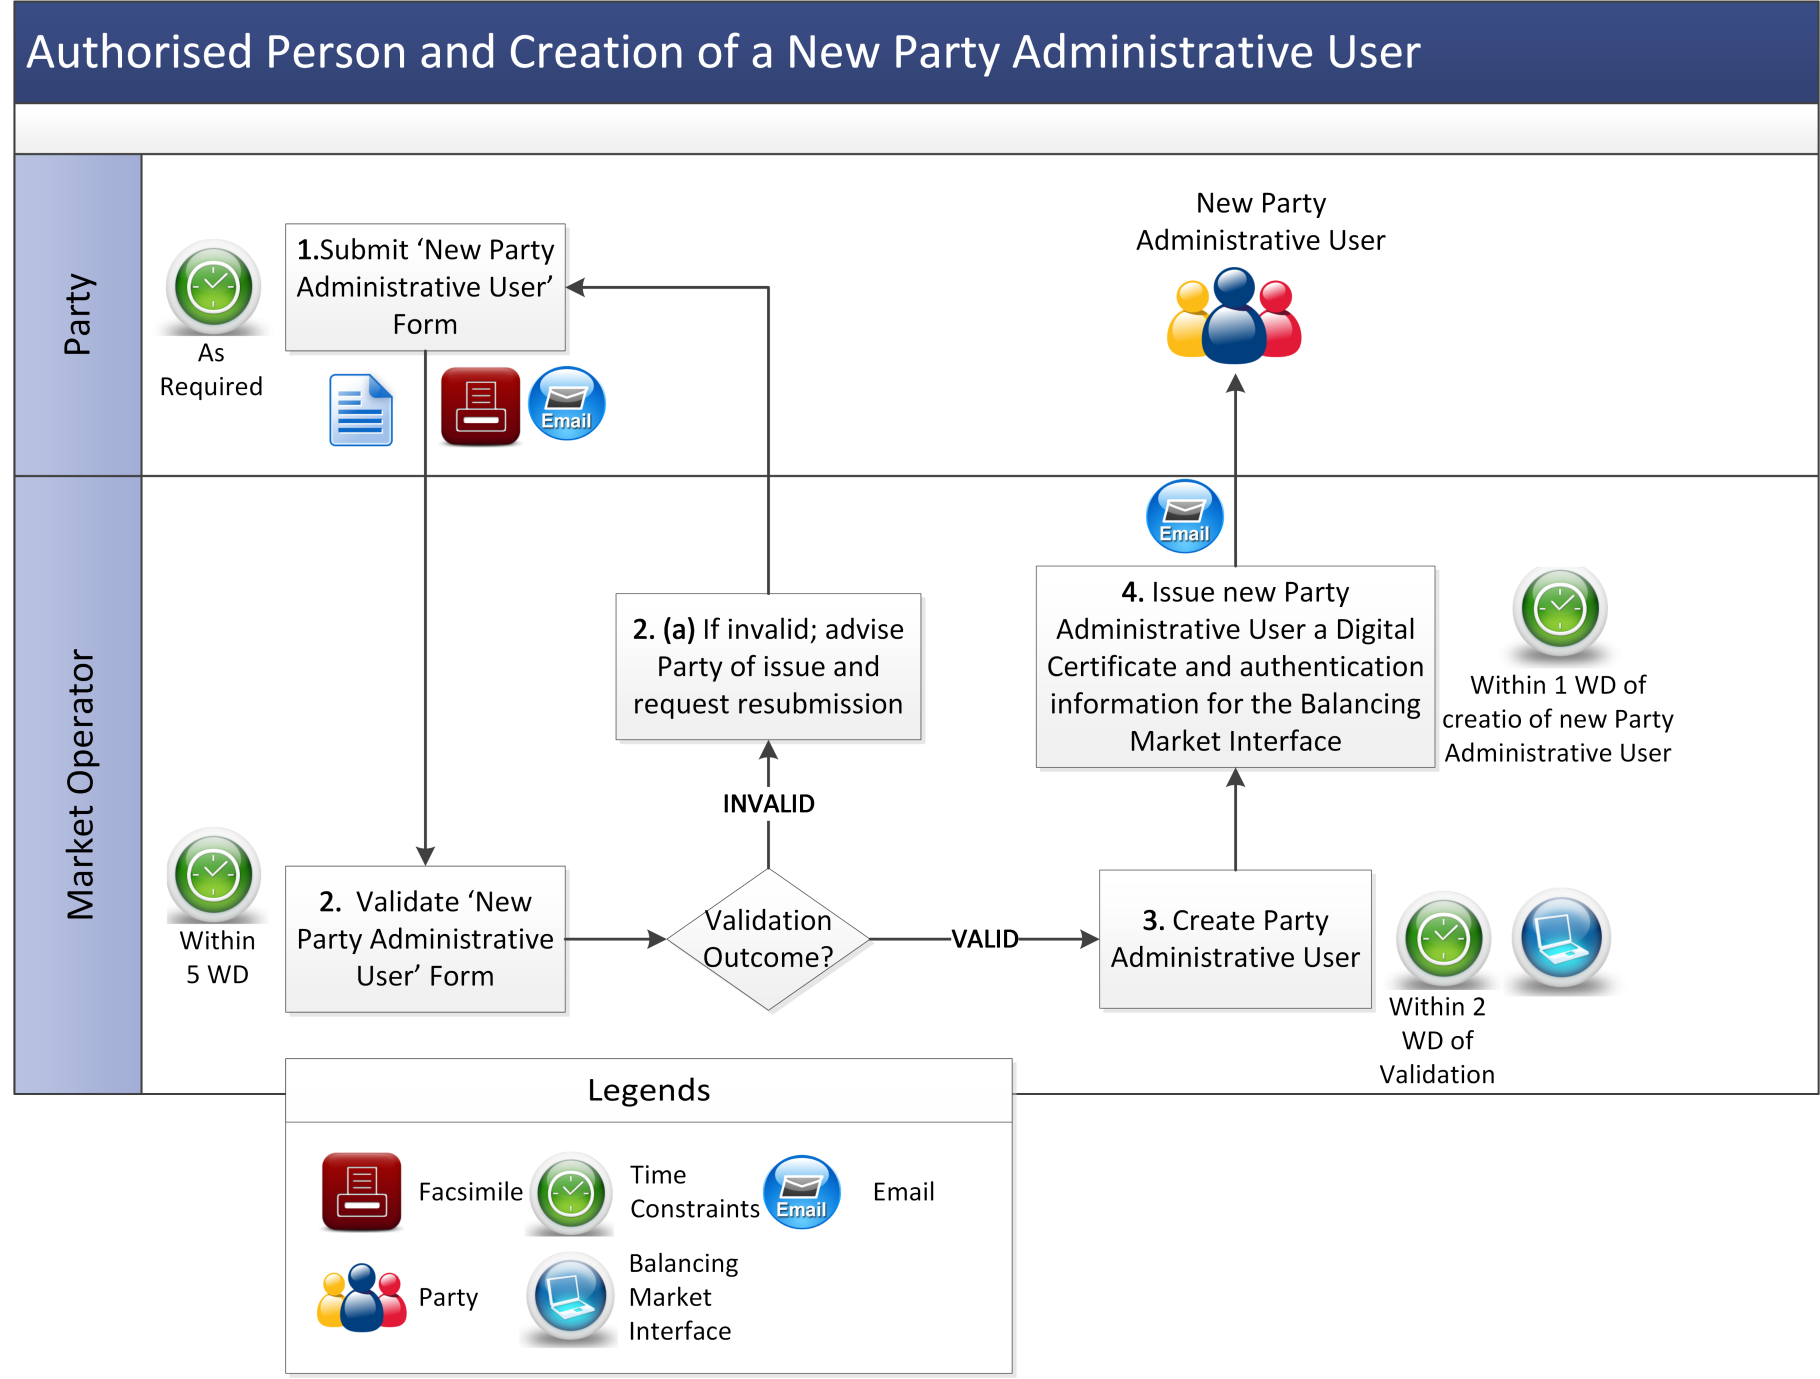 Authorised Person and Creation of a New Party Administrative User
Party
As
Required
1.Submit ‘New Party
Administrative User’
Form
Email
New Party
Administrative User
Market Operator
Within
5 WD
2. Validate ‘New
Party Administrative
User’ Form
Validation
Outcome?
INVALID
2. (a) If invalid; advise
Party of issue and
request resubmission
VALID
3. Create Party
Administrative User
Within 2
WD of
Validation
Email
4. Issue new Party
Administrative User a Digital
Certificate and authentication
information for the Balancing
Market Interface
Within 1 WD of
creatio of new Party
Administrative User
Legends
Facsimile
Time
Constraints
Email
Email
Party
Balancing
Market
Interface